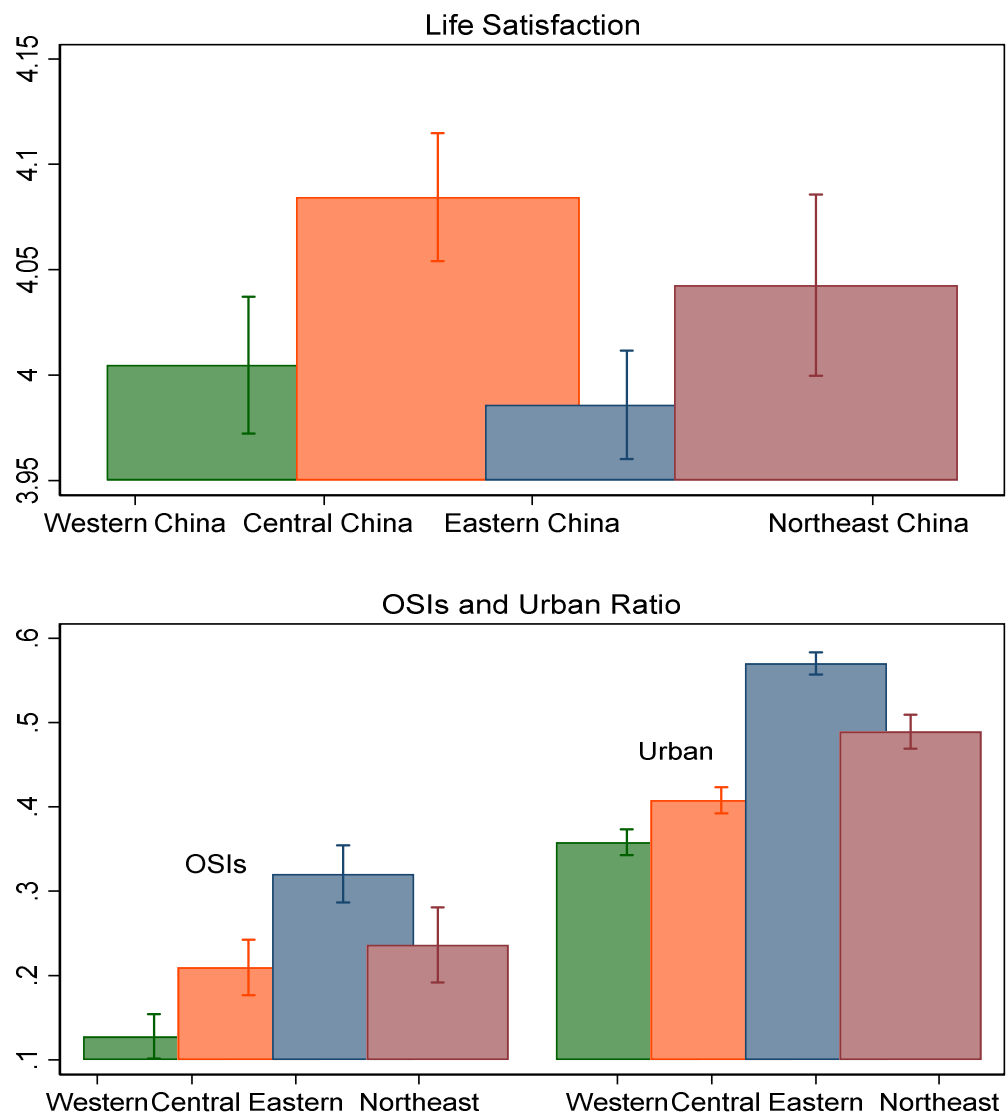 Life Satisfaction
4.15
4.1
4.05
4
3.95
Western China Central China Eastern China Northeast China
OSIs and Urban Ratio
.6
.5
.4
.3
.2
.1
Urban
OSIs
Western Central Eastern Northeast Western Central Eastern Northeast